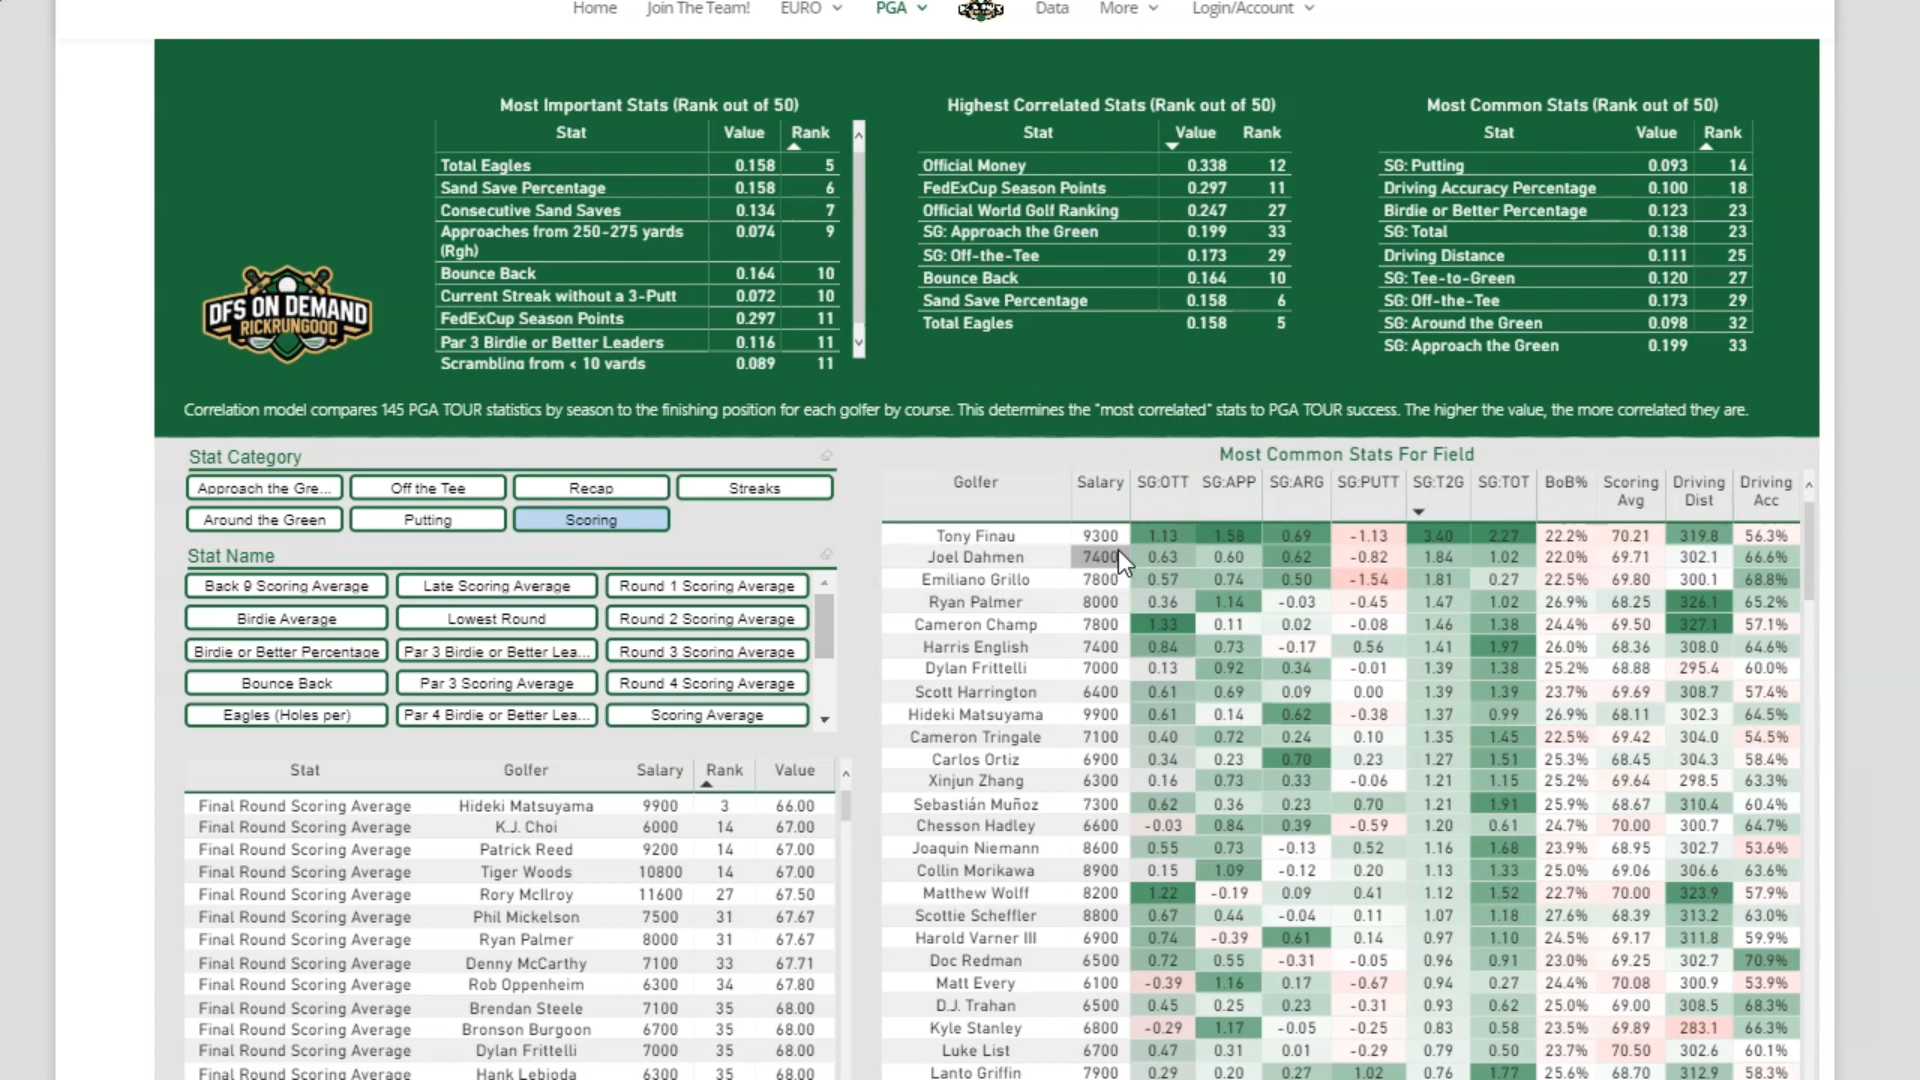 Home Join The Team! EURO PGA Data More Login/Account
Most Important Stats (Rank out of 50)
Stat Value Rank
Total Eagles 0.158 5
Sand Save Percentage 0.158 6
Consecutive Sand Saves 0.134 7
Approaches from 250-275 yards (Rgh) 0.074 9
Bounce Back 0.164 10
Current Streak without a 3-Putt 0.072 10
FedExCup Season Points 0.297 11
Par 3 Birdie or Better Leaders 0.116 11
Scrambling from < 10 yards 0.089 11
Highest Correlated Stats (Rank out of 50)
Stat Value Rank
Official Money 0.338 12
FedExCup Season Points 0.297 11
Official World Golf Ranking 0.247 27
SG: Approach the Green 0.199 33
SG: Off-the-Tee 0.173 29
Bounce Back 0.164 10
Sand Save Percentage 0.158 6
Total Eagles 0.158 5
Most Common Stats (Rank out of 50)
Stat Value Rank
SG: Putting 0.093 14
Driving Accuracy Percentage 0.100 18
Birdie or Better Percentage 0.123 23
SG: Total 0.138 23
Driving Distance 0.111 25
SG: Tee-to-Green 0.120 27
SG: Off-the-Tee 0.173 29
SG: Around the Green 0.098 32
SG: Approach the Green 0.199 33
DFS ON DEMAND
RICKRUNGOOD
Correlation model compares 145 PGA TOUR statistics by season to the finishing position for each golfer by course. This determines the "most correlated" stats to PGA TOUR success. The higher the value, the more correlated they are.
Stat Category
Approach the Gre... Off the Tee Recap Streaks
Around the Green Putting Scoring
Stat Name
Back 9 Scoring Average Late Scoring Average Round 1 Scoring Average
Birdie Average Lowest Round Round 2 Scoring Average
Birdie or Better Percentage Par 3 Birdie or Better Lea... Round 3 Scoring Average
Bounce Back Par 3 Scoring Average Round 4 Scoring Average
Eagles (Holes per) Par 4 Birdie or Better Lea... Scoring Average
Stat Golfer Salary Rank Value
Final Round Scoring Average Hideki Matsuyama 9900 3 66.00
Final Round Scoring Average K.J. Choi 6000 14 67.00
Final Round Scoring Average Patrick Reed 9200 14 67.00
Final Round Scoring Average Tiger Woods 10800 14 67.00
Final Round Scoring Average Rory McIlroy 11600 27 67.50
Final Round Scoring Average Phil Mickelson 7500 31 67.67
Final Round Scoring Average Ryan Palmer 8000 31 67.67
Final Round Scoring Average Denny McCarthy 7100 33 67.71
Final Round Scoring Average Rob Oppenheim 6300 34 67.80
Final Round Scoring Average Brendan Steele 7100 35 68.00
Final Round Scoring Average Bronson Burgoon 6700 35 68.00
Final Round Scoring Average Dylan Frittelli 7000 35 68.00
Final Round Scoring Average Hank Lebioda 6300 35 68.00
Most Common Stats For Field
Golfer Salary SG:OTT SG:APP SG:ARG SG:PUTT SG:T2G SG:TOT BoB% Scoring Avg Driving Dist Driving Acc
Tony Finau 9300 1.13 1.58 0.69 -1.13 3.40 2.27 22.2% 70.21 319.8 56.3%
Joel Dahmen 7400 0.63 0.60 0.62 -0.82 1.84 1.02 22.0% 69.71 302.1 66.6%
Emiliano Grillo 7800 0.57 0.74 0.50 -1.54 1.81 0.27 22.5% 69.80 300.1 68.8%
Ryan Palmer 8000 0.36 1.14 -0.03 -0.45 1.47 1.02 26.9% 68.25 326.1 65.2%
Cameron Champ 7800 1.33 0.11 0.02 -0.08 1.46 1.38 24.4% 69.50 327.1 57.1%
Harris English 7400 0.84 0.73 -0.17 0.56 1.41 1.97 26.0% 68.36 308.0 64.6%
Dylan Frittelli 7000 0.13 0.92 0.34 -0.01 1.39 1.38 25.2% 68.88 295.4 60.0%
Scott Harrington 6400 0.61 0.69 0.09 0.00 1.39 1.39 23.7% 69.69 308.7 57.4%
Hideki Matsuyama 9900 0.61 0.14 0.62 -0.38 1.37 0.99 26.9% 68.11 302.3 64.5%
Cameron Tringale 7100 0.40 0.72 0.24 0.10 1.35 1.45 22.5% 69.42 304.0 54.5%
Carlos Ortiz 6900 0.34 0.23 0.70 0.23 1.27 1.51 25.3% 68.45 304.3 58.4%
Xinjun Zhang 6300 0.16 0.73 0.33 -0.06 1.21 1.15 25.2% 69.64 298.5 63.3%
Sebastián Muñoz 7300 0.62 0.36 0.23 0.70 1.21 1.91 25.9% 68.67 310.4 60.4%
Chesson Hadley 6600 -0.03 0.84 0.39 -0.59 1.20 0.61 24.7% 70.00 300.7 64.7%
Joaquin Niemann 8600 0.55 0.73 -0.13 0.52 1.16 1.68 23.9% 68.95 302.7 53.6%
Collin Morikawa 8900 0.15 1.09 -0.12 0.20 1.13 1.33 25.0% 69.06 306.6 63.6%
Matthew Wolff 8200 1.22 -0.19 0.09 0.41 1.12 1.52 22.7% 70.00 323.9 57.9%
Scottie Scheffler 8800 0.67 0.44 -0.04 0.11 1.07 1.18 27.6% 68.39 313.2 63.0%
Harold Varner III 6900 0.74 -0.39 0.61 0.14 0.97 1.10 24.5% 69.17 311.8 59.9%
Doc Redman 6500 0.72 0.55 -0.31 -0.05 0.96 0.91 23.0% 69.25 302.7 70.9%
Matt Every 6100 -0.39 1.16 0.17 -0.67 0.94 0.27 24.4% 70.08 300.9 53.9%
D.J. Trahan 6500 0.45 0.25 0.23 -0.31 0.93 0.62 25.0% 69.00 308.5 68.3%
Kyle Stanley 6800 -0.29 1.17 -0.05 -0.25 0.83 0.58 23.5% 69.89 283.1 66.3%
Luke List 6700 0.47 0.31 0.01 -0.29 0.79 0.50 23.7% 70.50 302.6 60.1%
Lanto Griffin 7900 0.29 0.20 0.27 1.02 0.76 1.77 25.6% 68.70 312.9 58.3%